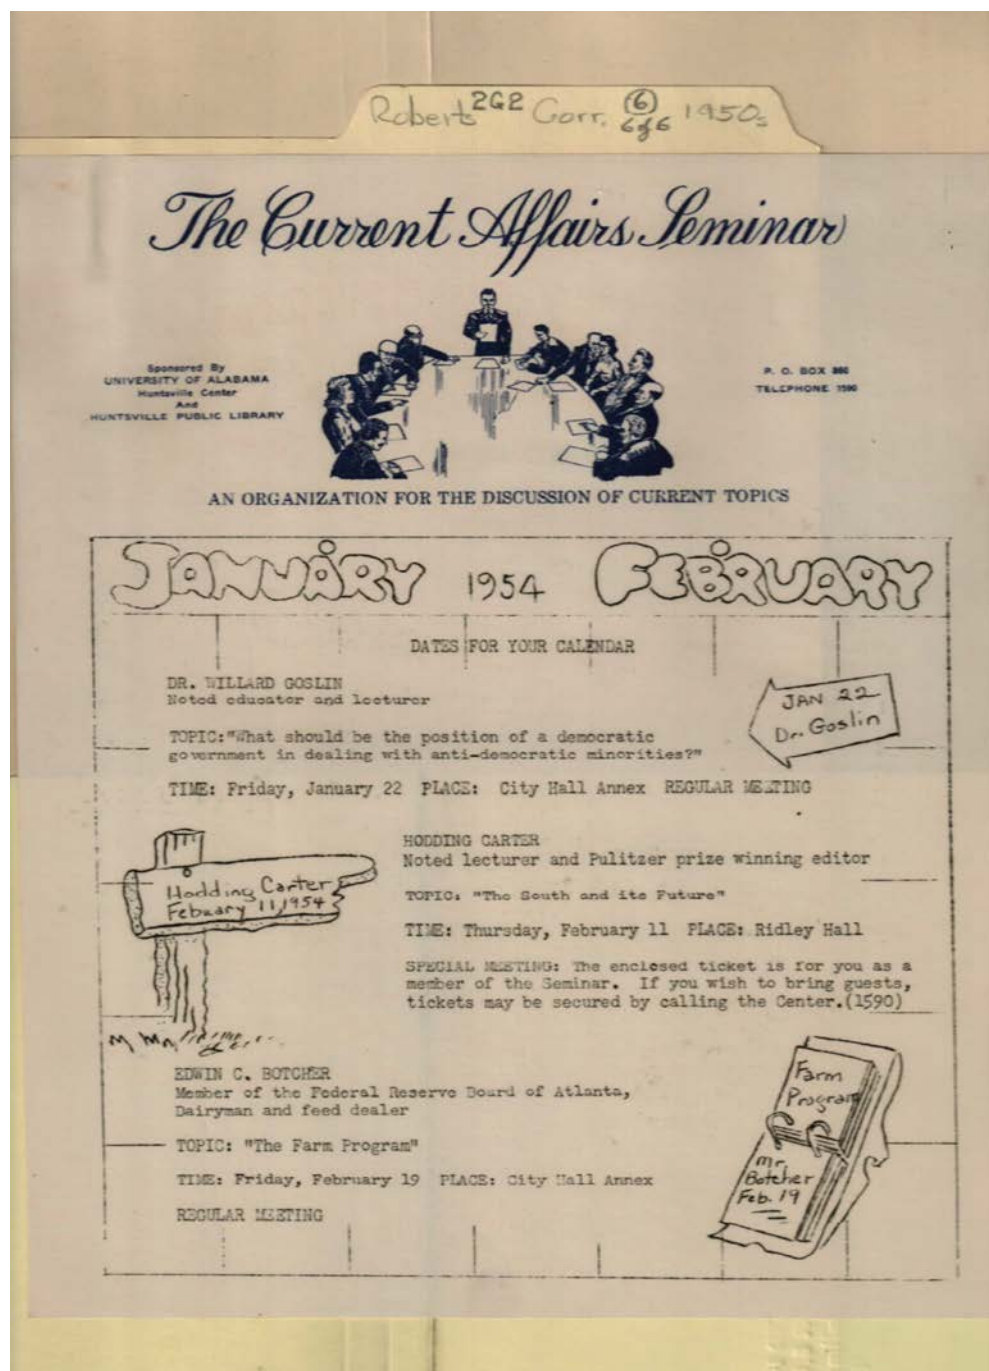 Roberts 2G2 Corr. 6 6 of 6 1950s
The Current Affairs Seminar
Sponsored By
UNIVERSITY OF ALABAMA
Huntsville Center
And
HUNTSVILLE PUBLIC LIBRARY
P. O. BOX
TELEPHONE
AN ORGANIZATION FOR THE DISCUSSION OF CURRENT TOPICS
JANUARY 1954 FEBRUARY
DATES FOR YOUR CALENDAR
DR. WILLARD GOSLIN
Noted educator and lecturer
JAN 22
Dr. Goslin
TOPIC:"What should be the position of a democratic
government in dealing with anti-democratic minorities?"
TIME: Friday, January 22 PLACE: City Hall Annex REGULAR MEETING
Hodding Carter
Febuary 11, 1954
HODDING CARTER
Noted lecturer and Pulitzer prize winning editor
TOPIC: "The South and its Future"
TIME: Thursday, February 11 PLACE: Ridley Hall
SPECIAL MEETING: The enclosed ticket is for you as a
member of the Seminar. If you wish to bring guests,
tickets may be secured by calling the Center.(1590)
EDWIN C. BOTCHER
Member of the Federal Reserve Board of Atlanta,
Dairyman and feed dealer
TOPIC: "The Farm Program"
TIME: Friday, February 19 PLACE: City Hall Annex
REGULAR MEETING
Farm
Program
Mr.
Botcher
Feb. 19